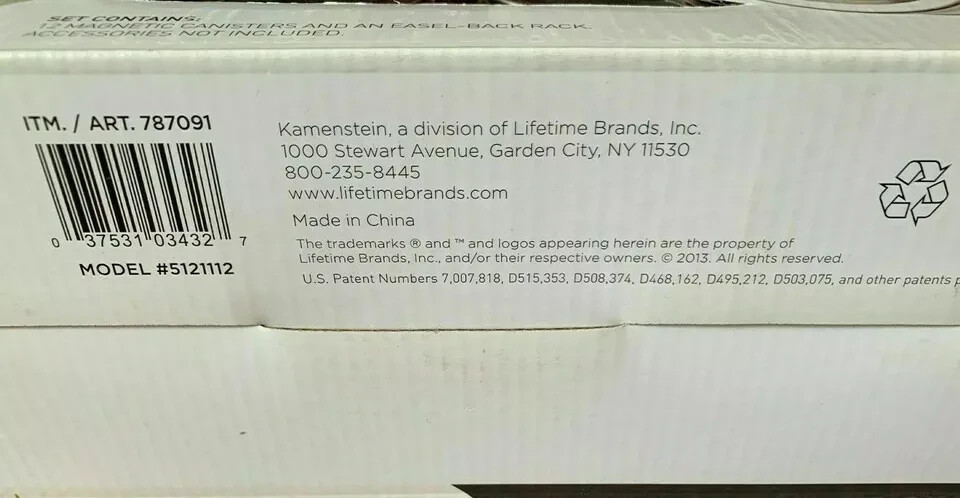 SET CONTAINS:
12 MAGNETIC CANISTERS AND AN EASEL-BACK RACK.
ACCESSORIES NOT INCLUDED.
ITM. / ART. 787091
0 37531 03432 7
MODEL #5121112
Kamenstein, a division of Lifetime Brands, Inc.
1000 Stewart Avenue, Garden City, NY 11530
800-235-8445
www.lifetimebrands.com
Made in China
The trademarks ® and ™ and logos appearing herein are the property of
Lifetime Brands, Inc., and/or their respective owners. © 2013. All rights reserved.
U.S. Patent Numbers 7,007,818, D515,353, D508,374, D468,162, D495,212, D503,075, and other patents p